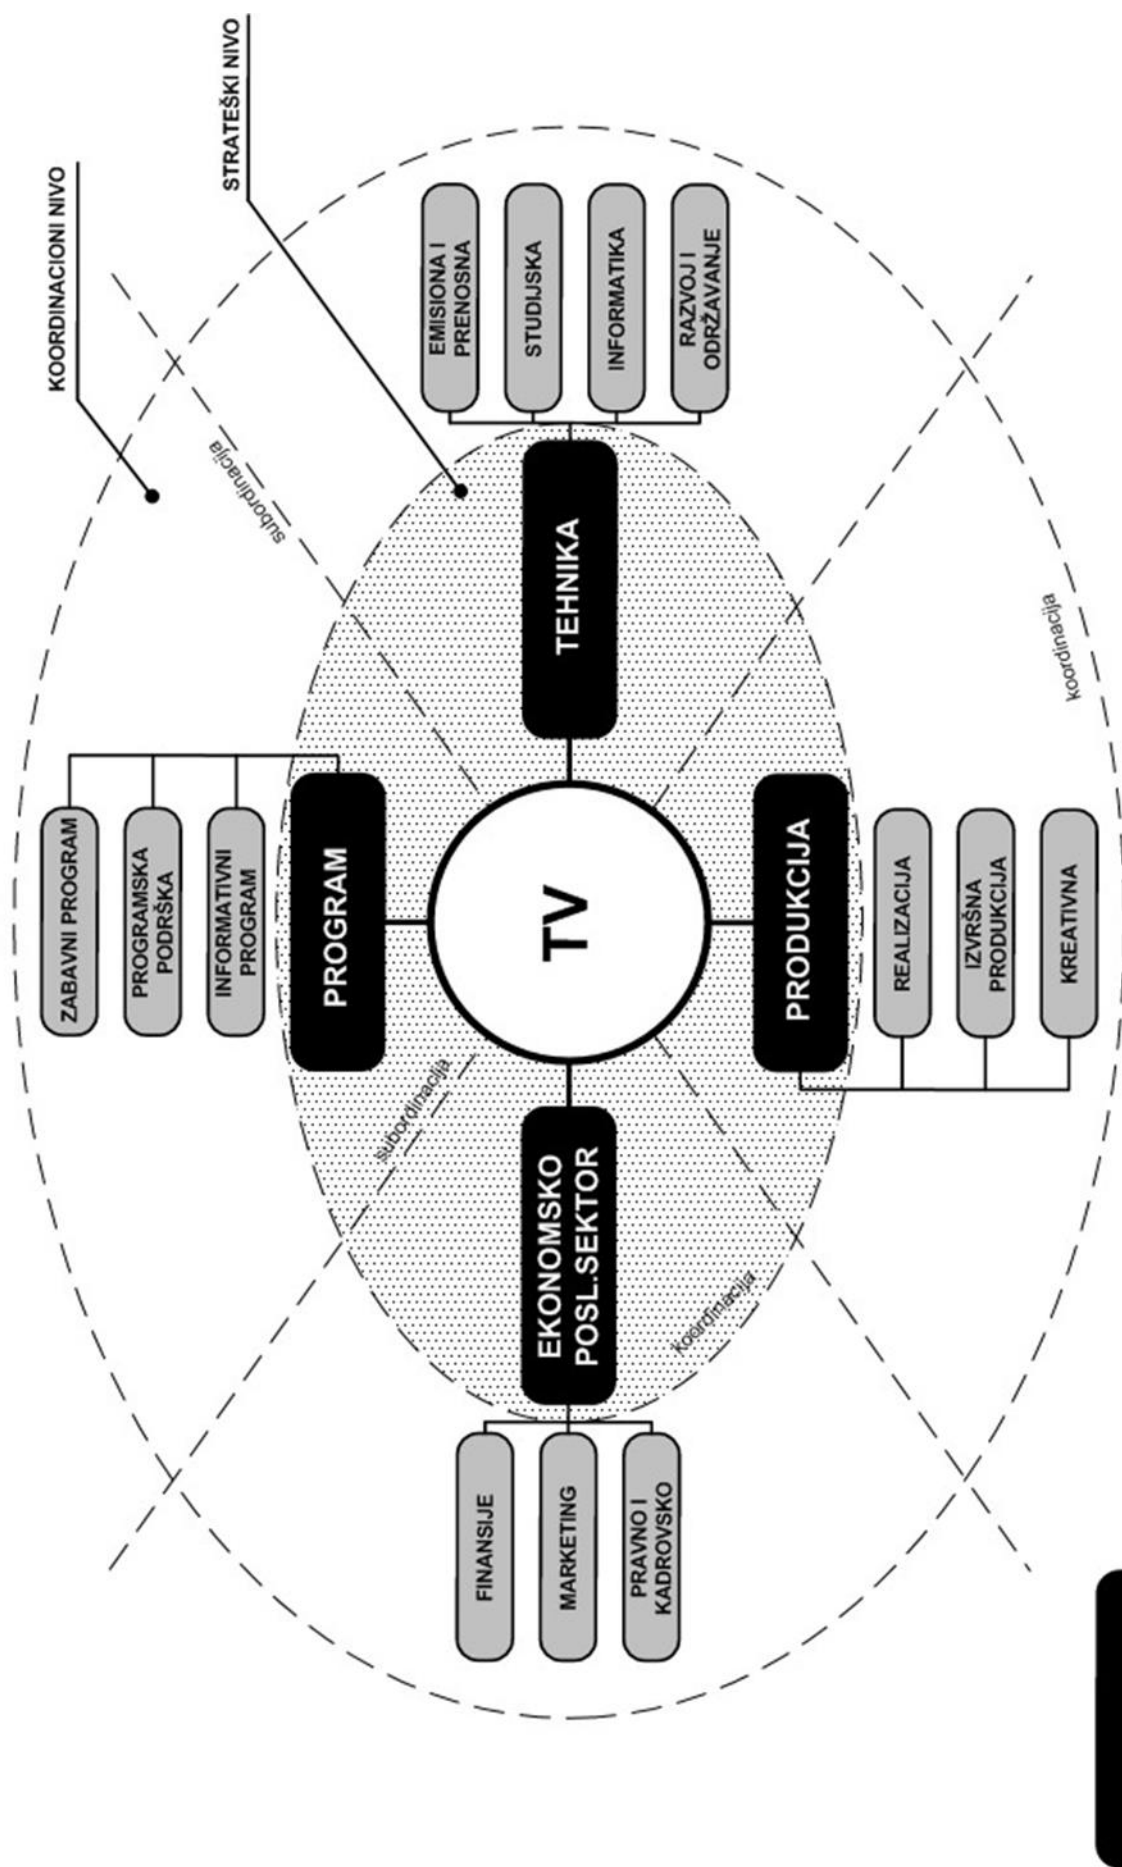 KOORDINACIONI NIVO
STRATEŠKI NIVO
ZABAVNI PROGRAM
PROGRAMSKA
PODRŠKA
INFORMATIVNI
PROGRAM
PROGRAM
subordinacija
subordinacija
FINANSIJE
MARKETING
PRAVNO I
KADROVSKO
EKONOMSKO
POSL.SEKTOR
TV
TEHNIKA
EMISIONA I
PRENOSNA
STUDIJSKA
INFORMATIKA
RAZVOJ I
ODRŽAVANJE
koordinacija
PRODUKCIJA
REALIZACIJA
IZVRŠNA
PRODUKCIJA
KREATIVNA
koordinacija